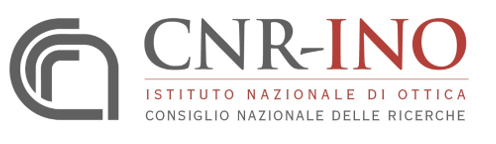 CNR-INO
ISTITUTO NAZIONALE DI OTTICA
CONSIGLIO NAZIONALE DELLE RICERCHE